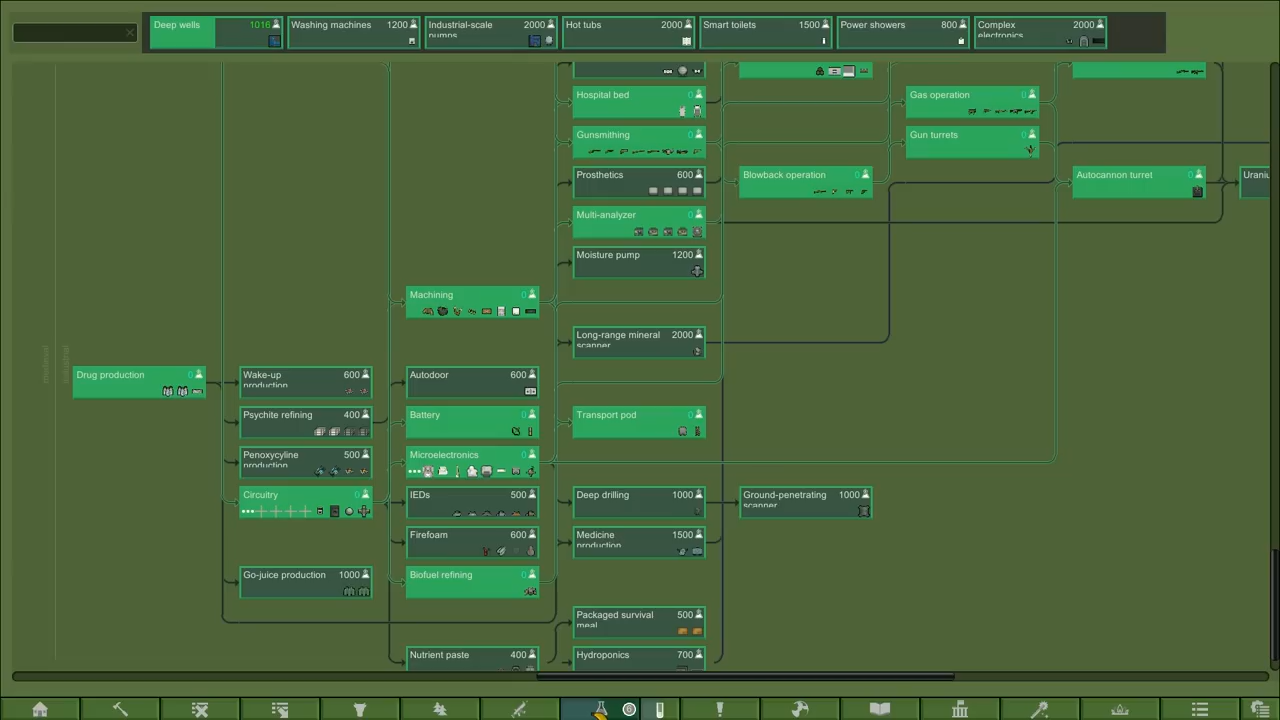 Deep wells 1016
Washing machines 1200
Industrial-scale pumps 2000
Hot tubs 2000
Smart toilets 1500
Power showers 800
Complex electronics 2000
Hospital bed 0
Gas operation 0
Gunsmithing 0
Gun turrets 0
Prosthetics 600
Blowback operation 0
Autocannon turret 0
Uraniu
Multi-analyzer 0
Moisture pump 1200
Machining 0
Long-range mineral scanner 2000
medieval
industrial
Drug production 0
Wake-up production 600
Autodoor 600
Psychite refining 400
Battery 0
Transport pod 0
Penoxycyline production 500
Microelectronics 0
Circuitry 0
IEDs 500
Deep drilling 1000
Ground-penetrating scanner 1000
Firefoam 600
Medicine production 1500
Go-juice production 1000
Biofuel refining 0
Packaged survival meal 500
Nutrient paste 400
Hydroponics 700